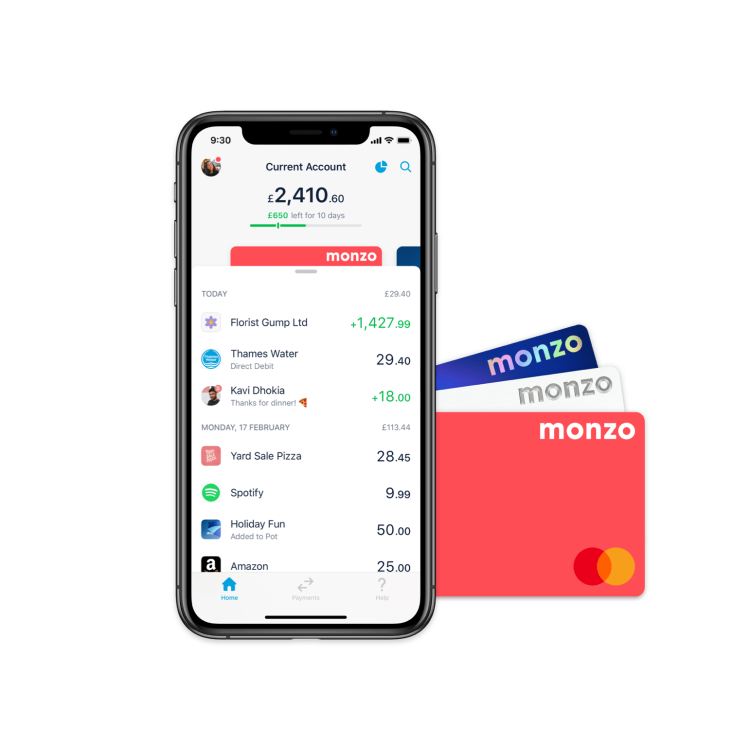 9:30
Current Account
£2,410.60
£650 left for 10 days
monzo
TODAY £29.40
Florist Gump Ltd +1,427.99
Thames Water 29.40
Direct Debit
Kavi Dhokia +18.00
Thanks for dinner! 🍕
MONDAY, 17 FEBRUARY £113.44
Yard Sale Pizza 28.45
Spotify 9.99
Holiday Fun 50.00
Added to Pot
Amazon 25.00
Home Payments Help
monzo
monzo
monzo